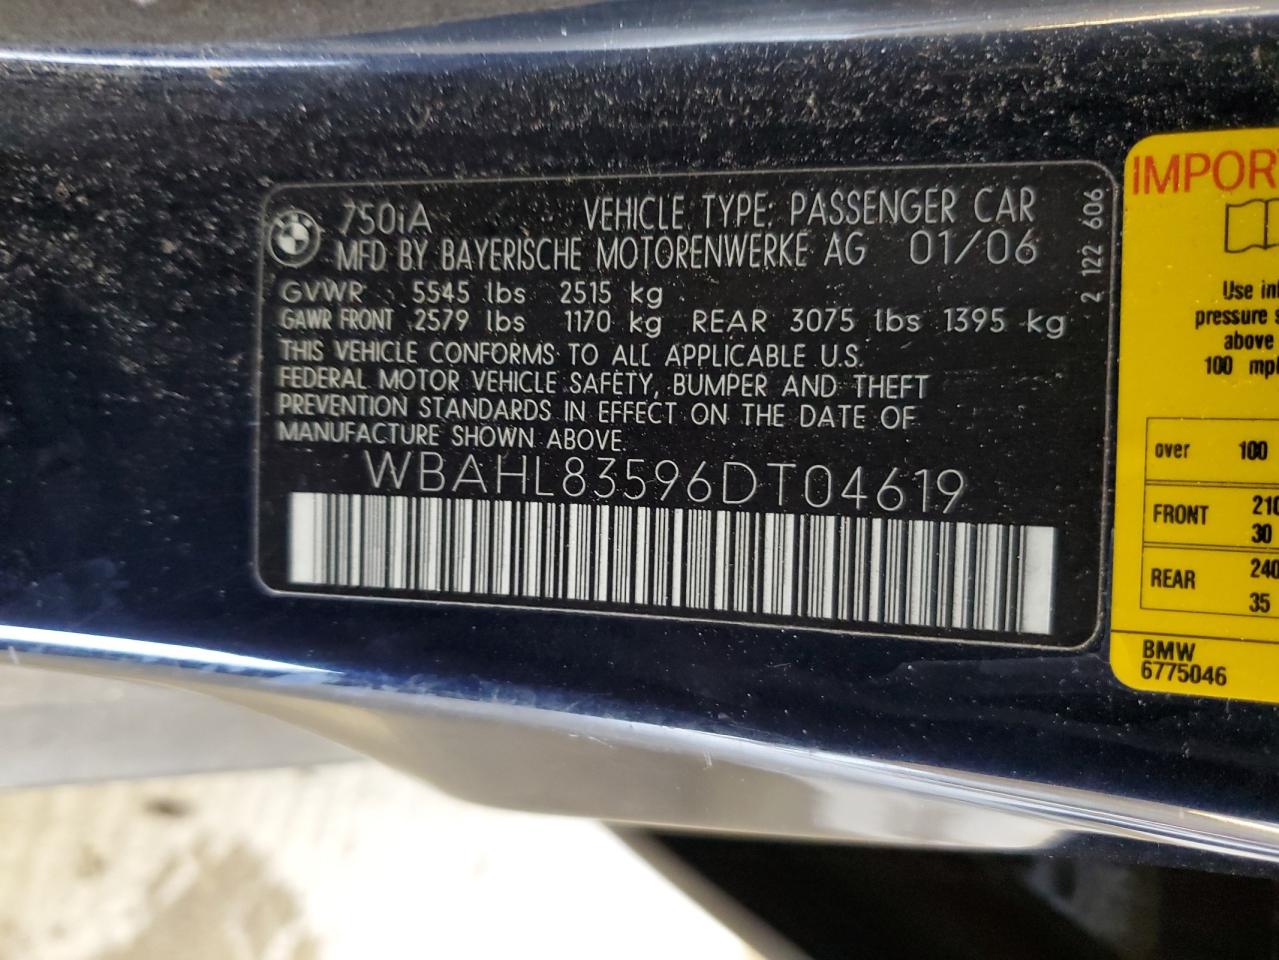 750iA VEHICLE TYPE: PASSENGER CAR
MFD BY BAYERISCHE MOTORENWERKE AG 01/06
GVWR 5545 lbs 2515 kg
GAWR FRONT 2579 lbs 1170 kg REAR 3075 lbs 1395 kg
THIS VEHICLE CONFORMS TO ALL APPLICABLE U.S.
FEDERAL MOTOR VEHICLE SAFETY, BUMPER AND THEFT
PREVENTION STANDARDS IN EFFECT ON THE DATE OF
MANUFACTURE SHOWN ABOVE
WBAHL83596DT04619
2 122 606
IMPOR
Use in
pressure s
above
100 mp
over 100
FRONT 210
30
REAR 240
35
BMW
6775046